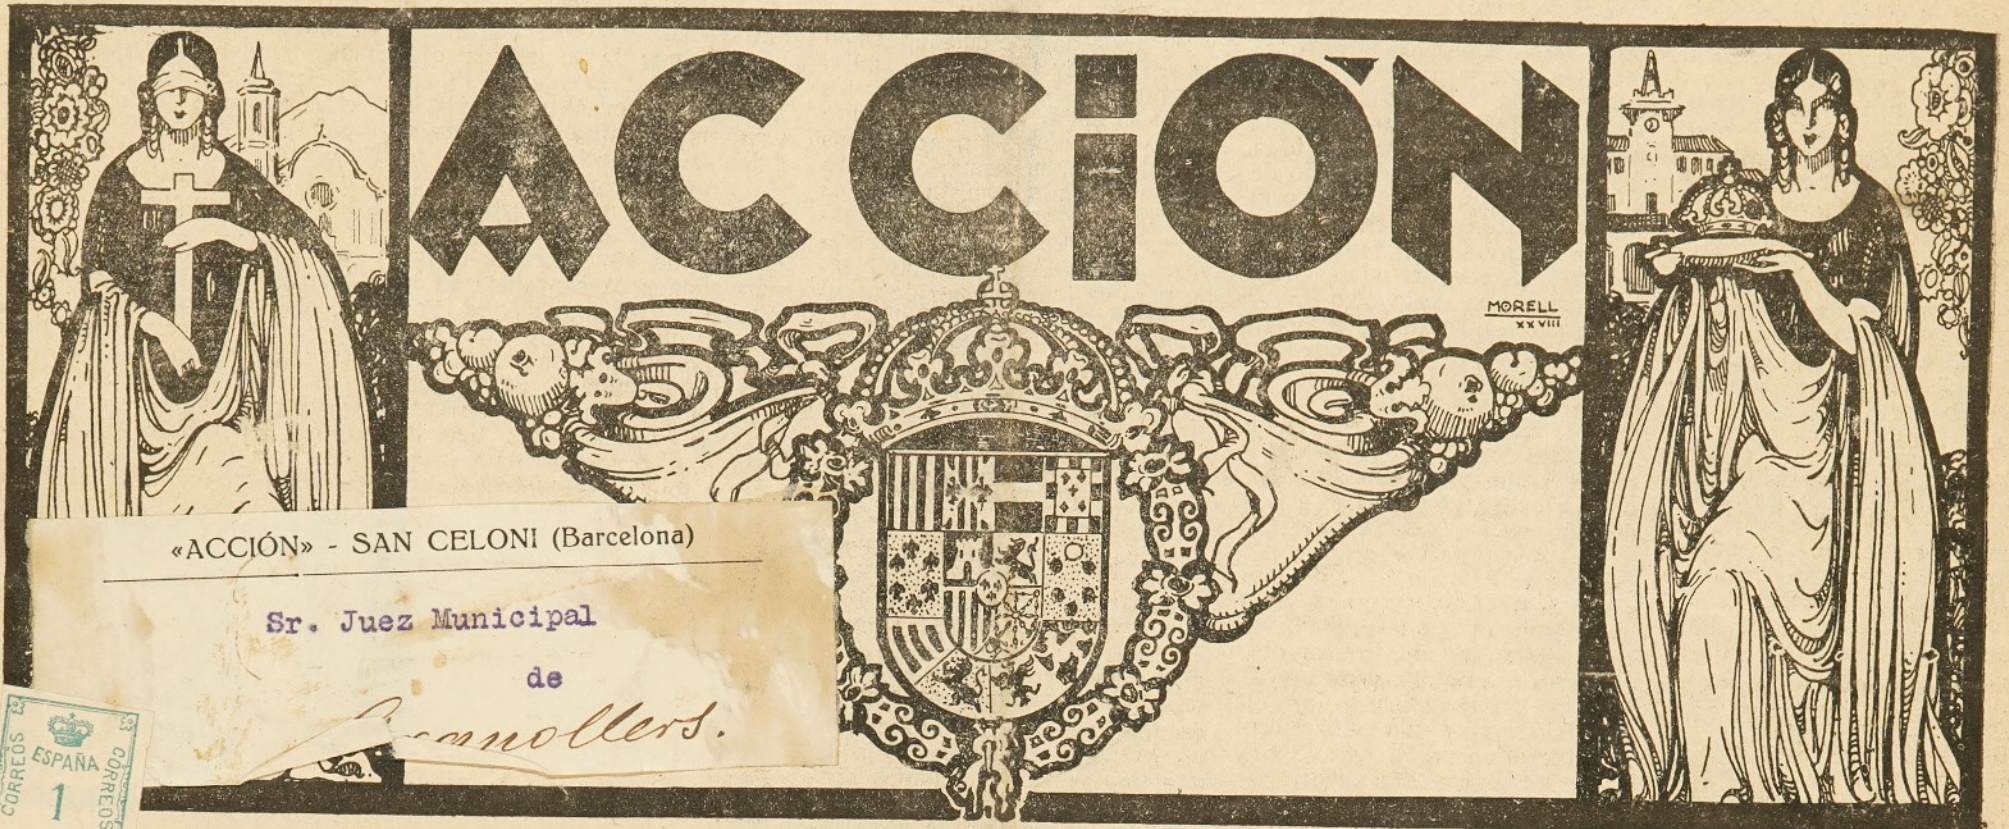 ACCiÓN
MORELL
XXVIII
«ACCIÓN» - SAN CELONI (Barcelona)
Sr. Juez Municipal
de
CORREOS
ESPAÑA
CORREOS
1